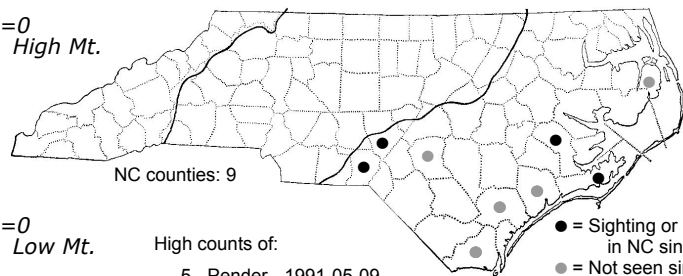 =0
High Mt.
NC counties: 9
=0
Low Mt.
High counts of:
5 - Pender - 1991-05-09
● = Sighting or
in NC sin
● = Not seen sin